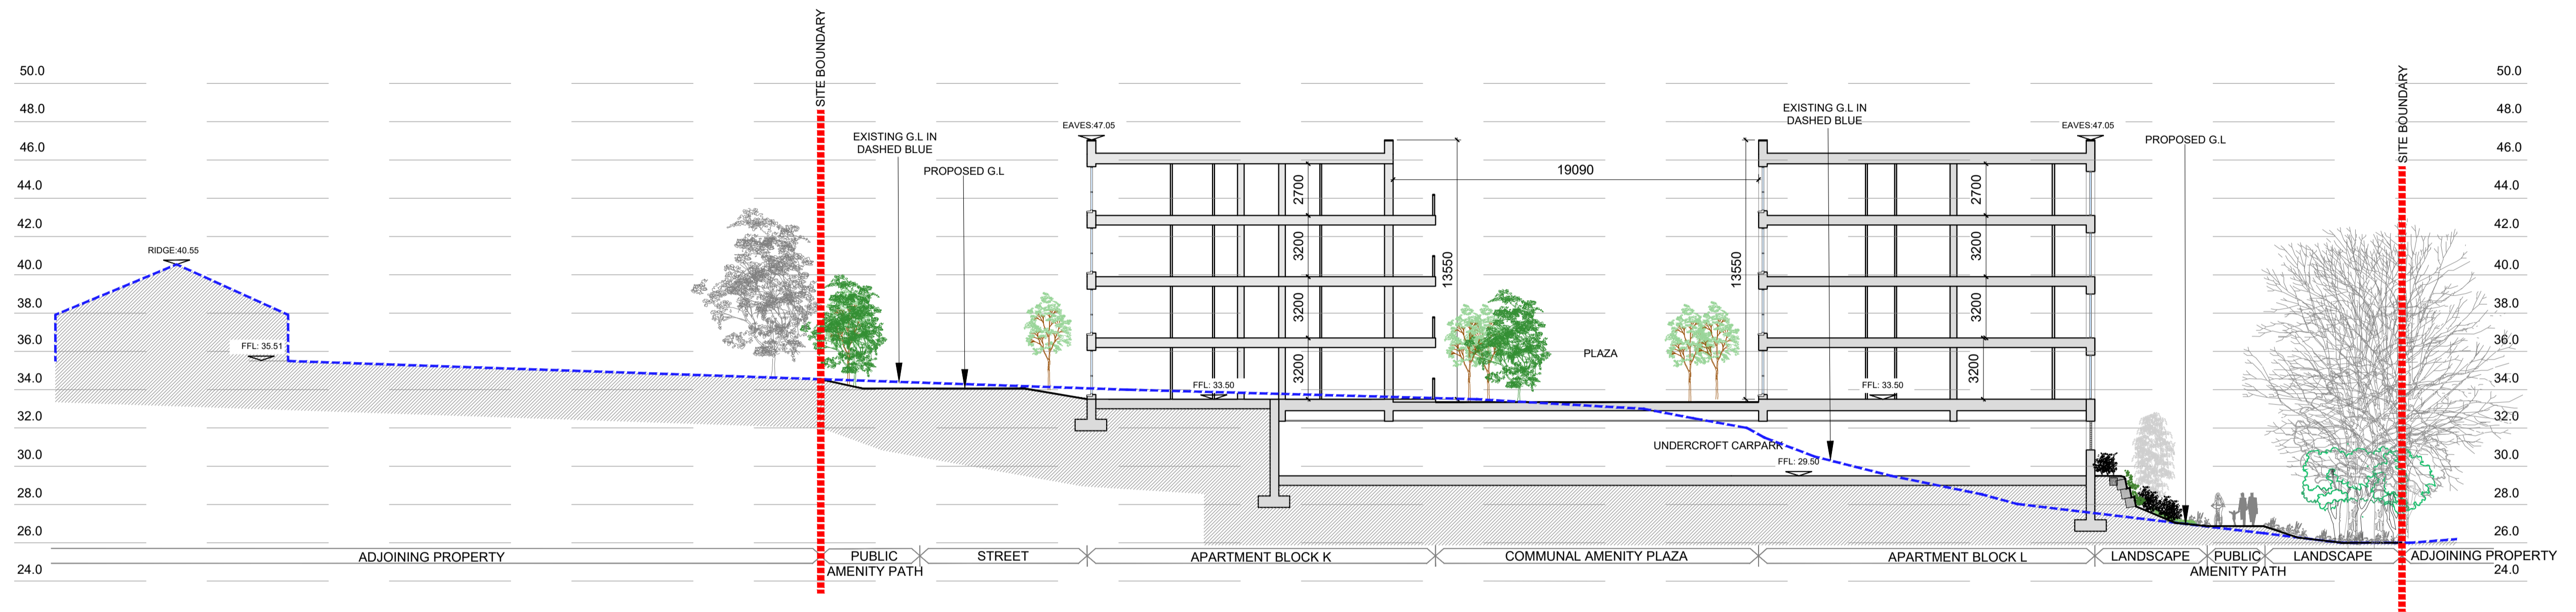 SITE BOUNDARY
SITE BOUNDARY
50.0
50.0
48.0
48.0
EXISTING G.L IN
DASHED BLUE
EXISTING G.L IN
DASHED BLUE
EAVES:47.05
EAVES:47.05
PROPOSED G.L
46.0
46.0
PROPOSED G.L
19090
44.0
44.0
2700
2700
42.0
42.0
RIDGE:40.55
3200
3200
40.0
40.0
13550
13550
38.0
38.0
3200
3200
36.0
36.0
FFL: 35.51
PLAZA
34.0
34.0
3200
3200
FFL: 33.50
FFL: 33.50
32.0
32.0
UNDERCROFT CARPARK
30.0
30.0
FFL: 29.50
28.0
28.0
26.0
26.0
ADJOINING PROPERTY
PUBLIC
AMENITY PATH
STREET
APARTMENT BLOCK K
COMMUNAL AMENITY PLAZA
APARTMENT BLOCK L
LANDSCAPE
PUBLIC
AMENITY PATH
LANDSCAPE
ADJOINING PROPERTY
24.0
24.0